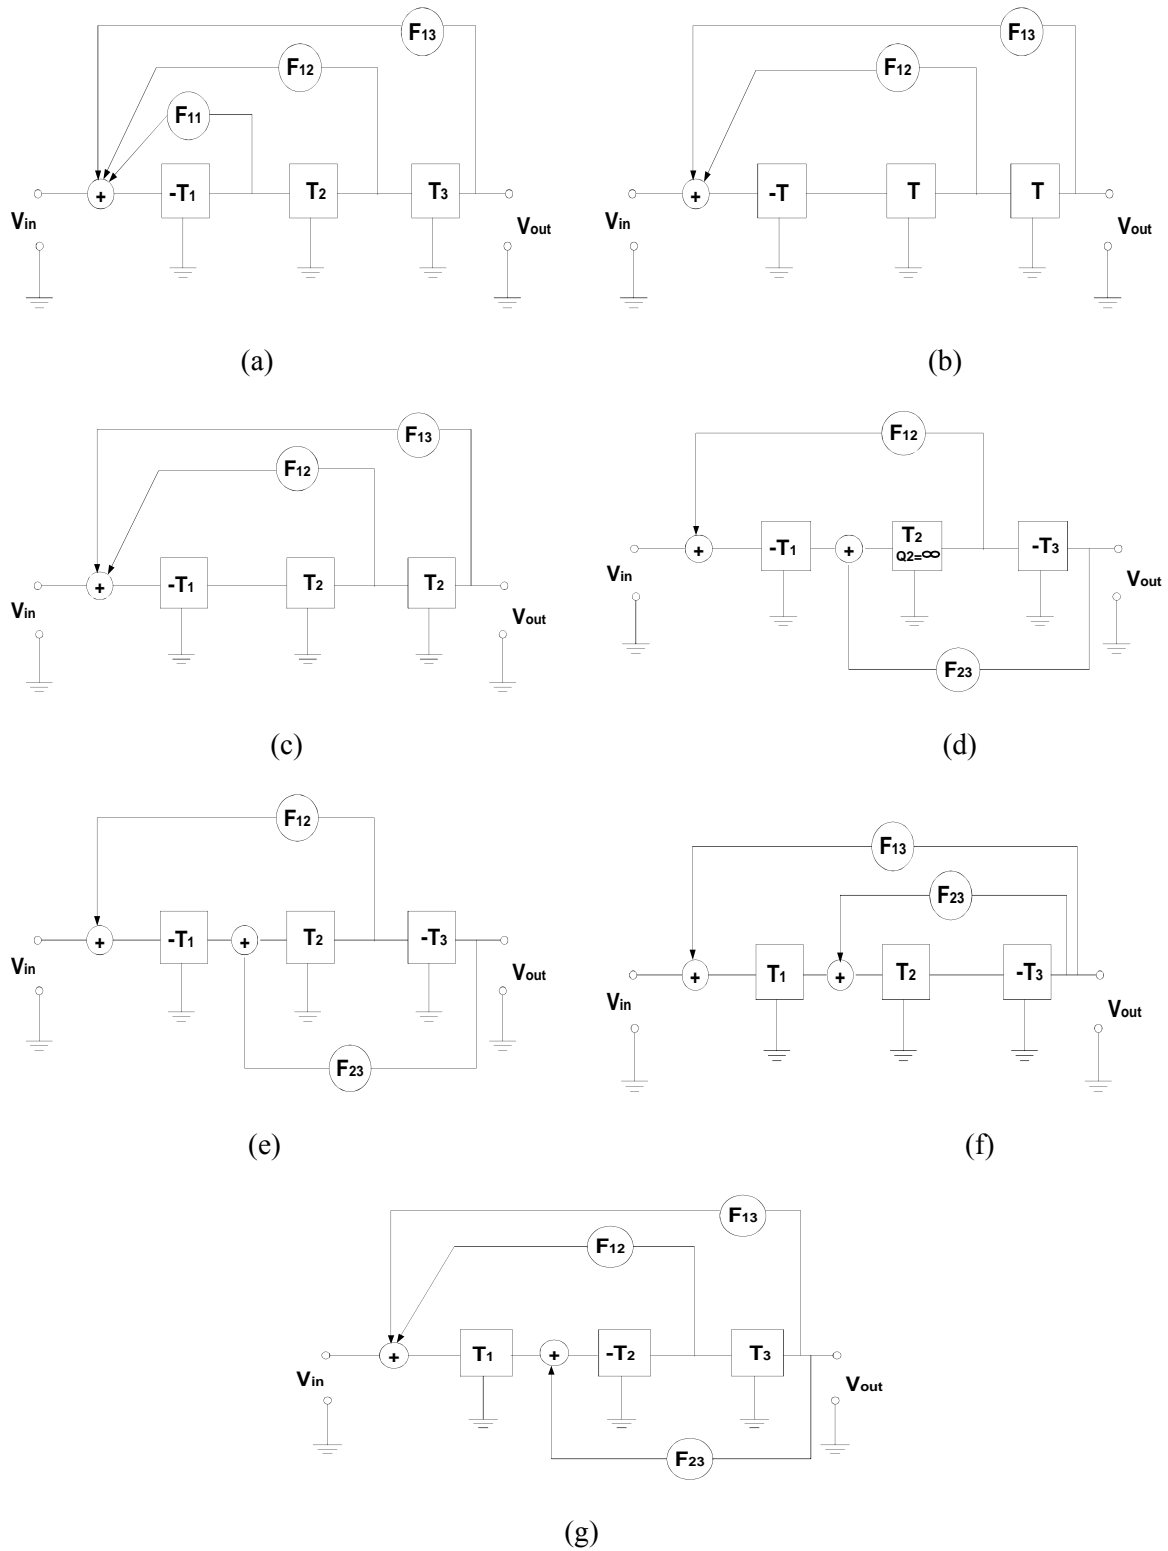 F13
F12
F11
+ -T1 T2 T3
Vin Vout
(a)
F13
F12
+ -T T T
Vin Vout
(b)
F13
F12
+ -T1 T2 T2
Vin Vout
(c)
F12
+ -T1 + T2 Q2=∞ -T3
Vin Vout
F23
(d)
F12
+ -T1 + T2 -T3
Vin Vout
F23
(e)
F13
F23
+ T1 + T2 -T3
Vin Vout
(f)
F13
F12
+ T1 + -T2 T3
Vin Vout
F23
(g)